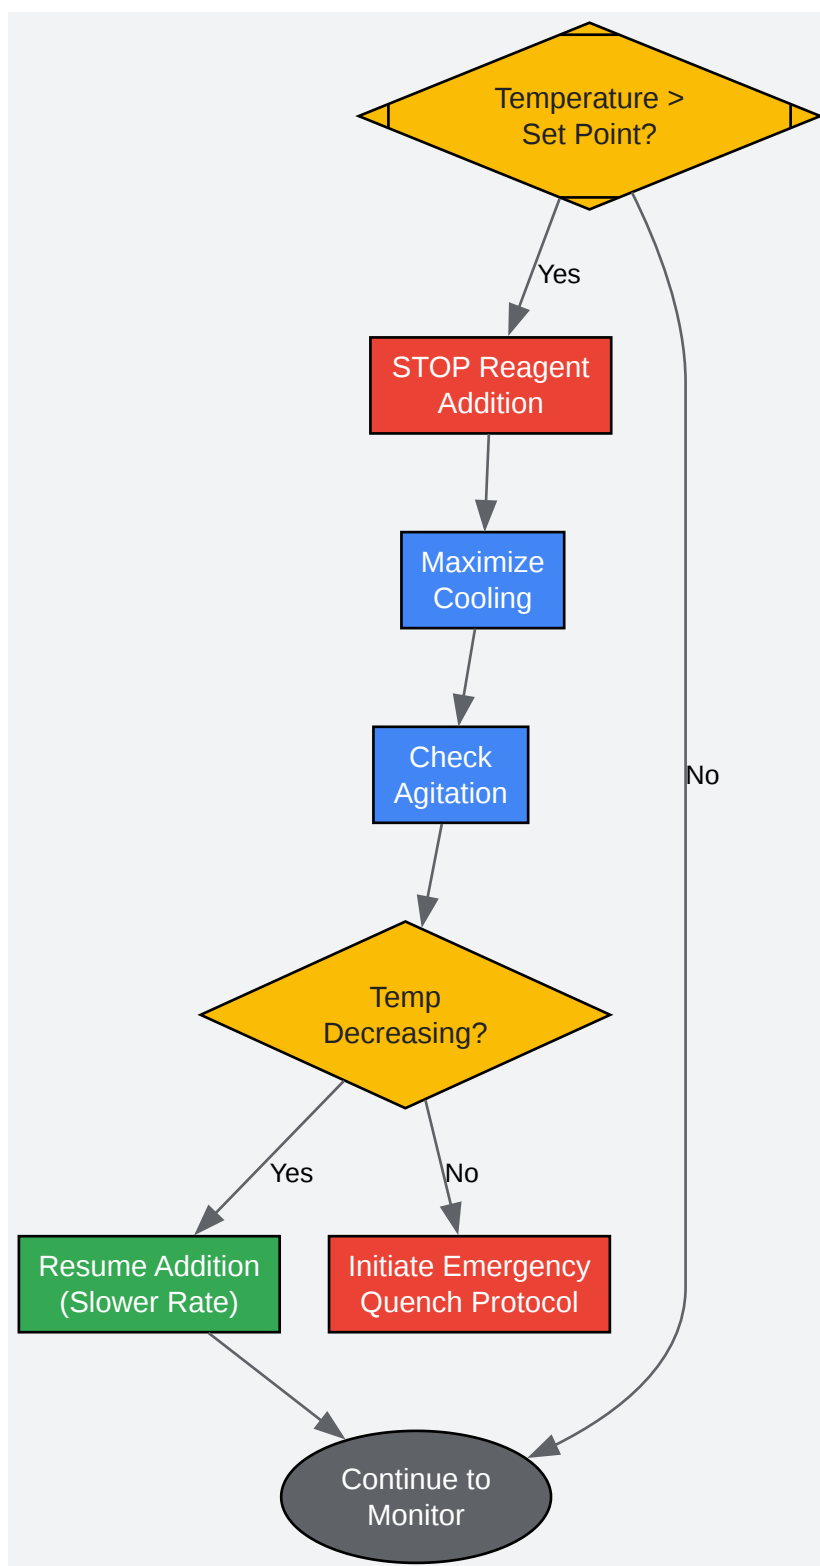 Temperature >
Set Point?
Yes
STOP Reagent
Addition
Maximize
Cooling
Check
Agitation
No
Temp
Decreasing?
Yes
No
Resume Addition
(Slower Rate)
Initiate Emergency
Quench Protocol
Continue to
Monitor